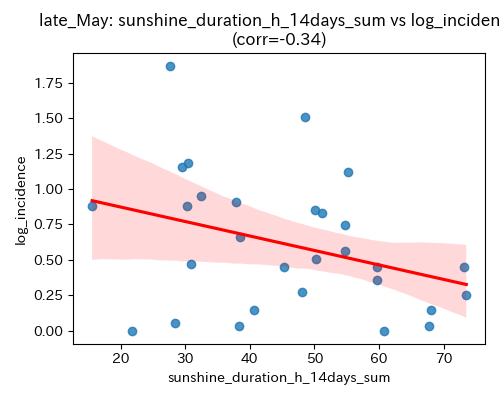 late_May: sunshine_duration_h_14days_sum vs log_inciden
(corr=-0.34)
1.75
1.50
1.25
1.00
0.75
0.50
0.25
0.00
log_incidence
20 30 40 50 60 70
sunshine_duration_h_14days_sum